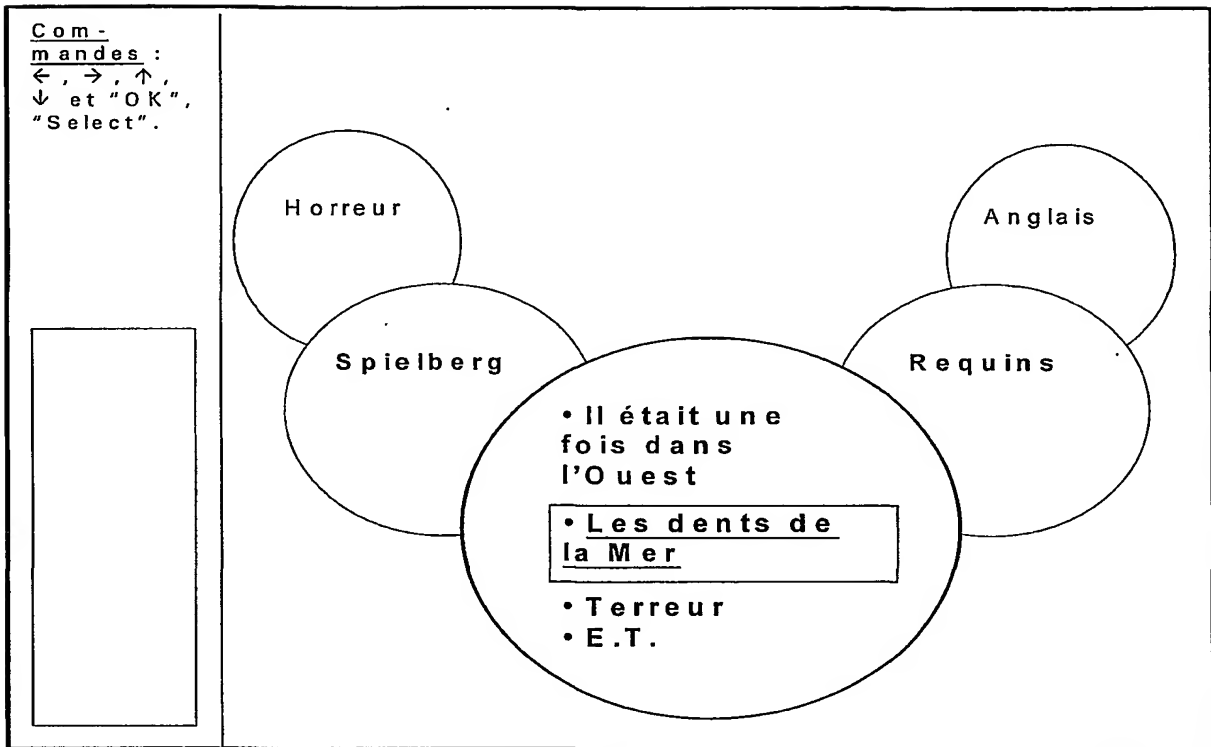 Com-
mandes :
←, →, ↑,
↓ et "OK",
"Select".
Horreur
Anglais
Spielberg
Requins
• Il était une
fois dans
l'Ouest
• Les dents de
la Mer
• Terreur
• E.T.